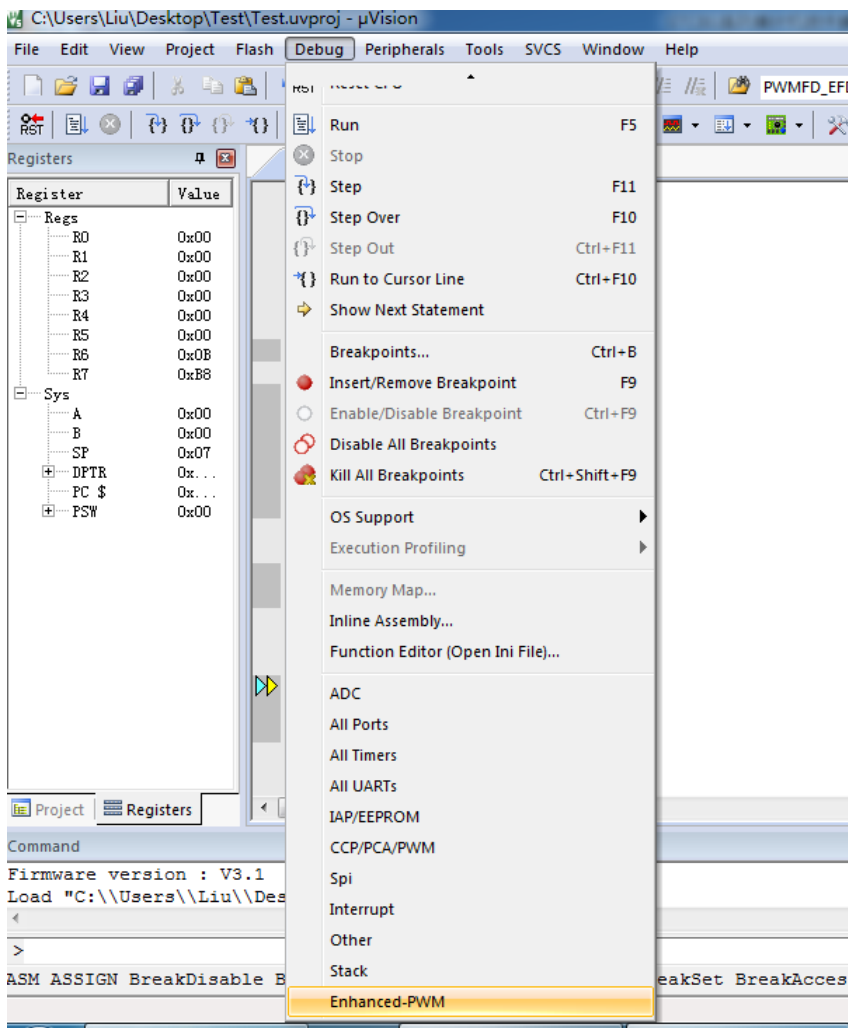 C:\Users\Liu\Desktop\Test\Test.uvproj - µVision
File Edit View Project Flash Debug Peripherals Tools SVCS Window Help
RST
PWMFD_EF
RST
Registers
Register Value
Regs
R0 0x00
R1 0x00
R2 0x00
R3 0x00
R4 0x00
R5 0x00
R6 0x0B
R7 0xB8
Sys
A 0x00
B 0x00
SP 0x07
DPTR 0x...
PC $ 0x...
PSW 0x00
Project Registers
Run F5
Stop
Step F11
Step Over F10
Step Out Ctrl+F11
Run to Cursor Line Ctrl+F10
Show Next Statement
Breakpoints... Ctrl+B
Insert/Remove Breakpoint F9
Enable/Disable Breakpoint Ctrl+F9
Disable All Breakpoints
Kill All Breakpoints Ctrl+Shift+F9
OS Support
Execution Profiling
Memory Map...
Inline Assembly...
Function Editor (Open Ini File)...
ADC
All Ports
All Timers
All UARTs
IAP/EEPROM
CCP/PCA/PWM
Spi
Interrupt
Other
Stack
Enhanced-PWM
Command
Firmware version : V3.1
Load "C:\\Users\\Liu\\Des
>
ASM ASSIGN BreakDisable B eakSet BreakAcces